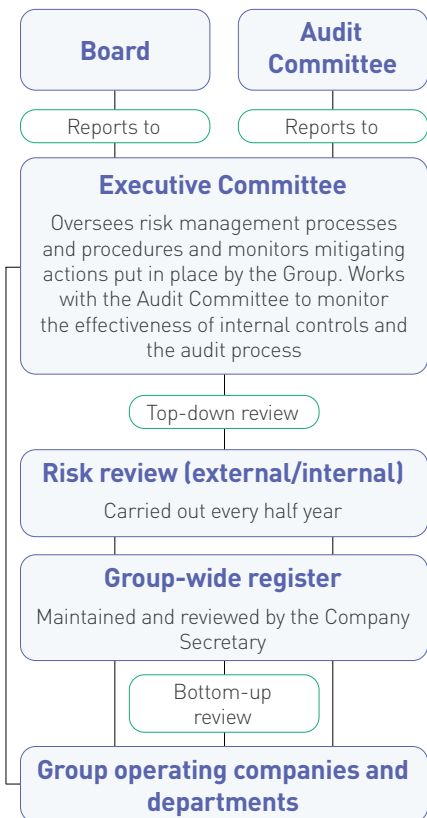 Board
Audit
Committee
Reports to
Reports to
Executive Committee
Oversees risk management processes
and procedures and monitors mitigating
actions put in place by the Group. Works
with the Audit Committee to monitor
the effectiveness of internal controls and
the audit process
Top-down review
Risk review (external/internal)
Carried out every half year
Group-wide register
Maintained and reviewed by the Company
Secretary
Bottom-up
review
Group operating companies and
departments